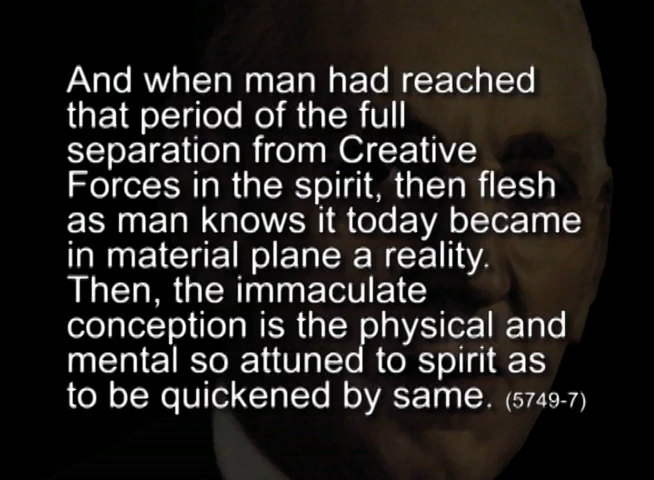 And when man had reached
that period of the full
separation from Creative
Forces in the spirit, then flesh
as man knows it today became
in material plane a reality.
Then, the immaculate
conception is the physical and
mental so attuned to spirit as
to be quickened by same. (5749-7)